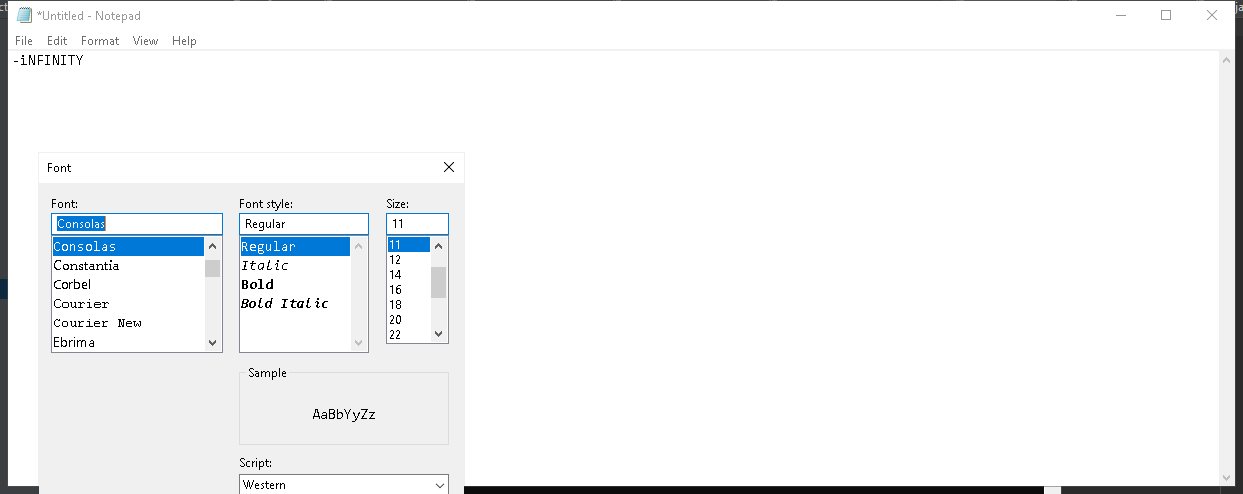 *Untitled - Notepad
File Edit Format View Help
-iNFINITY
Font
Font: Font style: Size:
Consolas Regular 11
Consolas Regular 11
Constantia Italic 12
Corbel Bold 14
Courier Bold Italic 16
Courier New 18
Ebrima 20
22
Sample
AaBbYyZz
Script:
Western